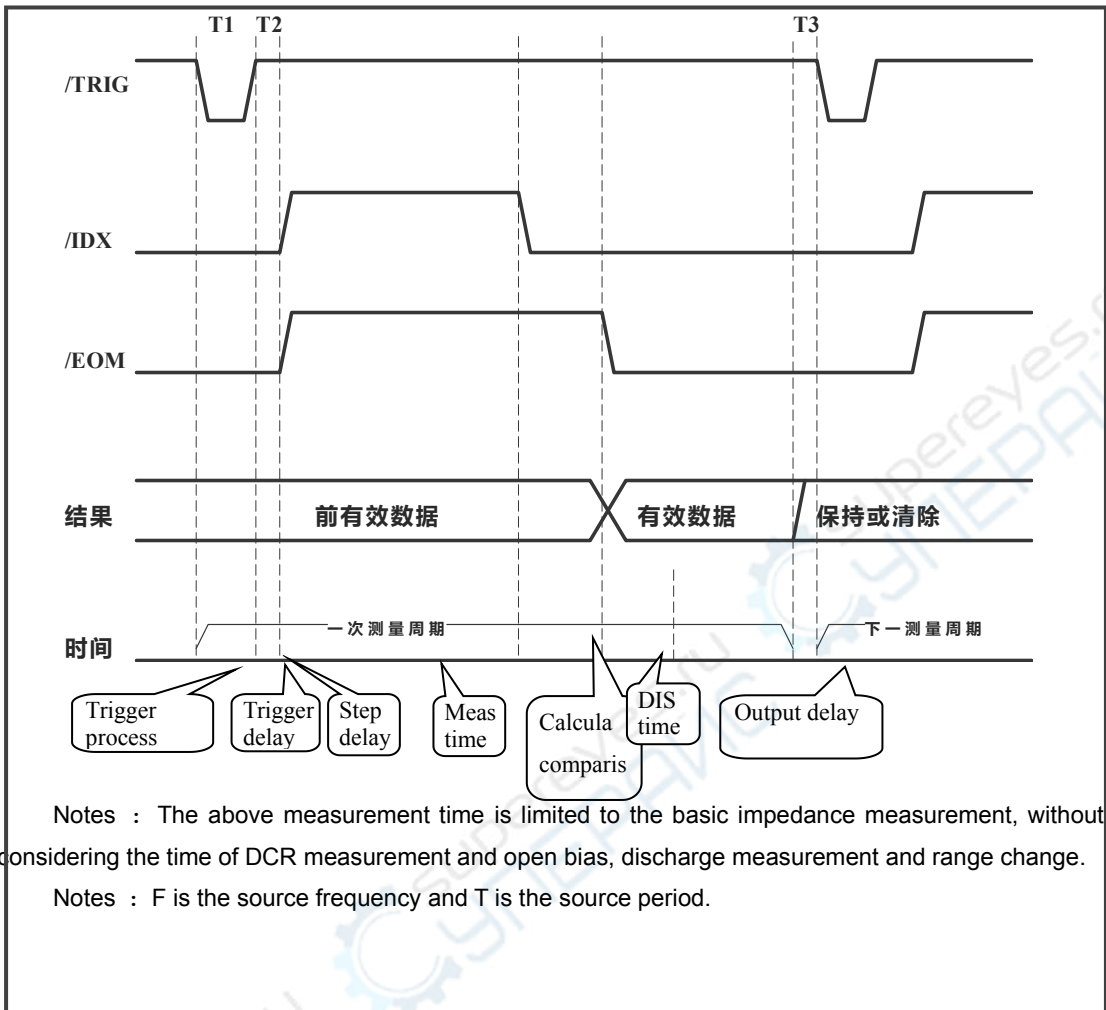 T1 T2 T3
/TRIG
/IDX
/EOM
结果 前有效数据 有效数据 保持或清除
时间 一次测量周期 下一测量周期
Trigger process
Trigger delay
Step delay
Meas time
Calcula comparis
DIS time
Output delay
Notes : The above measurement time is limited to the basic impedance measurement, without
considering the time of DCR measurement and open bias, discharge measurement and range change.
Notes : F is the source frequency and T is the source period.